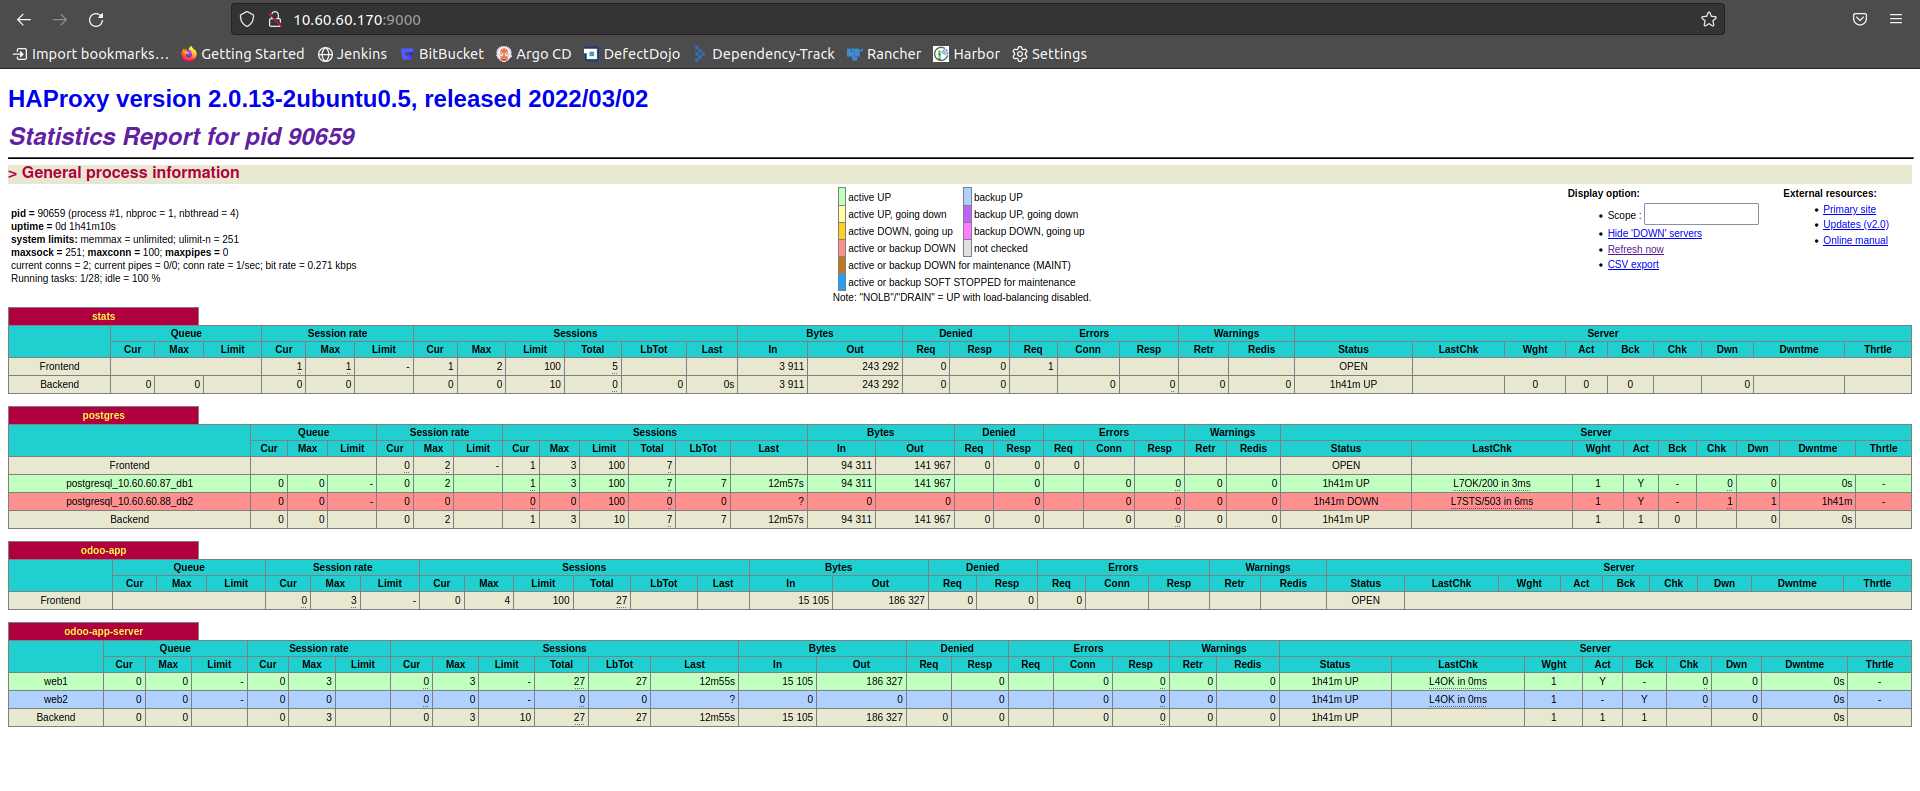 10.60.60.170:9000
Import bookmarks… Getting Started Jenkins BitBucket Argo CD DefectDojo Dependency-Track Rancher Harbor Settings
HAProxy version 2.0.13-2ubuntu0.5, released 2022/03/02
Statistics Report for pid 90659
> General process information
pid = 90659 (process #1, nbproc = 1, nbthread = 4)
uptime = 0d 1h41m10s
system limits: memmax = unlimited; ulimit-n = 251
maxsock = 251; maxconn = 100; maxpipes = 0
current conns = 2; current pipes = 0/0; conn rate = 1/sec; bit rate = 0.271 kbps
Running tasks: 1/28; idle = 100 %
active UP backup UP
active UP, going down backup UP, going down
active DOWN, going up backup DOWN, going up
active or backup DOWN not checked
active or backup DOWN for maintenance (MAINT)
active or backup SOFT STOPPED for maintenance
Note: "NOLB"/"DRAIN" = UP with load-balancing disabled.
Display option:
• Scope :
• Hide 'DOWN' servers
• Refresh now
• CSV export
External resources:
• Primary site
• Updates (v2.0)
• Online manual
stats
Queue Session rate Sessions Bytes Denied Errors Warnings Server
Cur Max Limit Cur Max Limit Cur Max Limit Total LbTot Last In Out Req Resp Req Conn Resp Retr Redis Status LastChk Wght Act Bck Chk Dwn Dwntme Thrtle
Frontend 1 1 - 1 2 100 5 3 911 243 292 0 0 1 OPEN
Backend 0 0 0 0 0 0 10 0 0 0s 3 911 243 292 0 0 0 0 0 0 1h41m UP 0 0 0 0
postgres
Queue Session rate Sessions Bytes Denied Errors Warnings Server
Cur Max Limit Cur Max Limit Cur Max Limit Total LbTot Last In Out Req Resp Req Conn Resp Retr Redis Status LastChk Wght Act Bck Chk Dwn Dwntme Thrtle
Frontend 0 2 - 1 3 100 7 94 311 141 967 0 0 0 OPEN
postgresql_10.60.60.87_db1 0 0 - 0 2 1 3 100 7 7 12m57s 94 311 141 967 0 0 0 0 0 1h41m UP L7OK/200 in 3ms 1 Y - 0 0 0s -
postgresql_10.60.60.88_db2 0 0 - 0 0 0 0 100 0 0 ? 0 0 0 0 0 0 0 1h41m DOWN L7STS/503 in 6ms 1 Y - 1 1 1h41m -
Backend 0 0 0 2 1 3 10 7 7 12m57s 94 311 141 967 0 0 0 0 0 0 1h41m UP 1 1 0 0 0s
odoo-app
Queue Session rate Sessions Bytes Denied Errors Warnings Server
Cur Max Limit Cur Max Limit Cur Max Limit Total LbTot Last In Out Req Resp Req Conn Resp Retr Redis Status LastChk Wght Act Bck Chk Dwn Dwntme Thrtle
Frontend 0 3 - 0 4 100 27 15 105 186 327 0 0 0 OPEN
odoo-app-server
Queue Session rate Sessions Bytes Denied Errors Warnings Server
Cur Max Limit Cur Max Limit Cur Max Limit Total LbTot Last In Out Req Resp Req Conn Resp Retr Redis Status LastChk Wght Act Bck Chk Dwn Dwntme Thrtle
web1 0 0 - 0 3 0 3 - 27 27 12m55s 15 105 186 327 0 0 0 0 0 1h41m UP L4OK in 0ms 1 Y - 0 0 0s -
web2 0 0 - 0 0 0 0 - 0 0 ? 0 0 0 0 0 0 0 1h41m UP L4OK in 0ms 1 - Y 0 0 0s -
Backend 0 0 0 3 0 3 10 27 27 12m55s 15 105 186 327 0 0 0 0 0 0 1h41m UP 1 1 1 0 0s